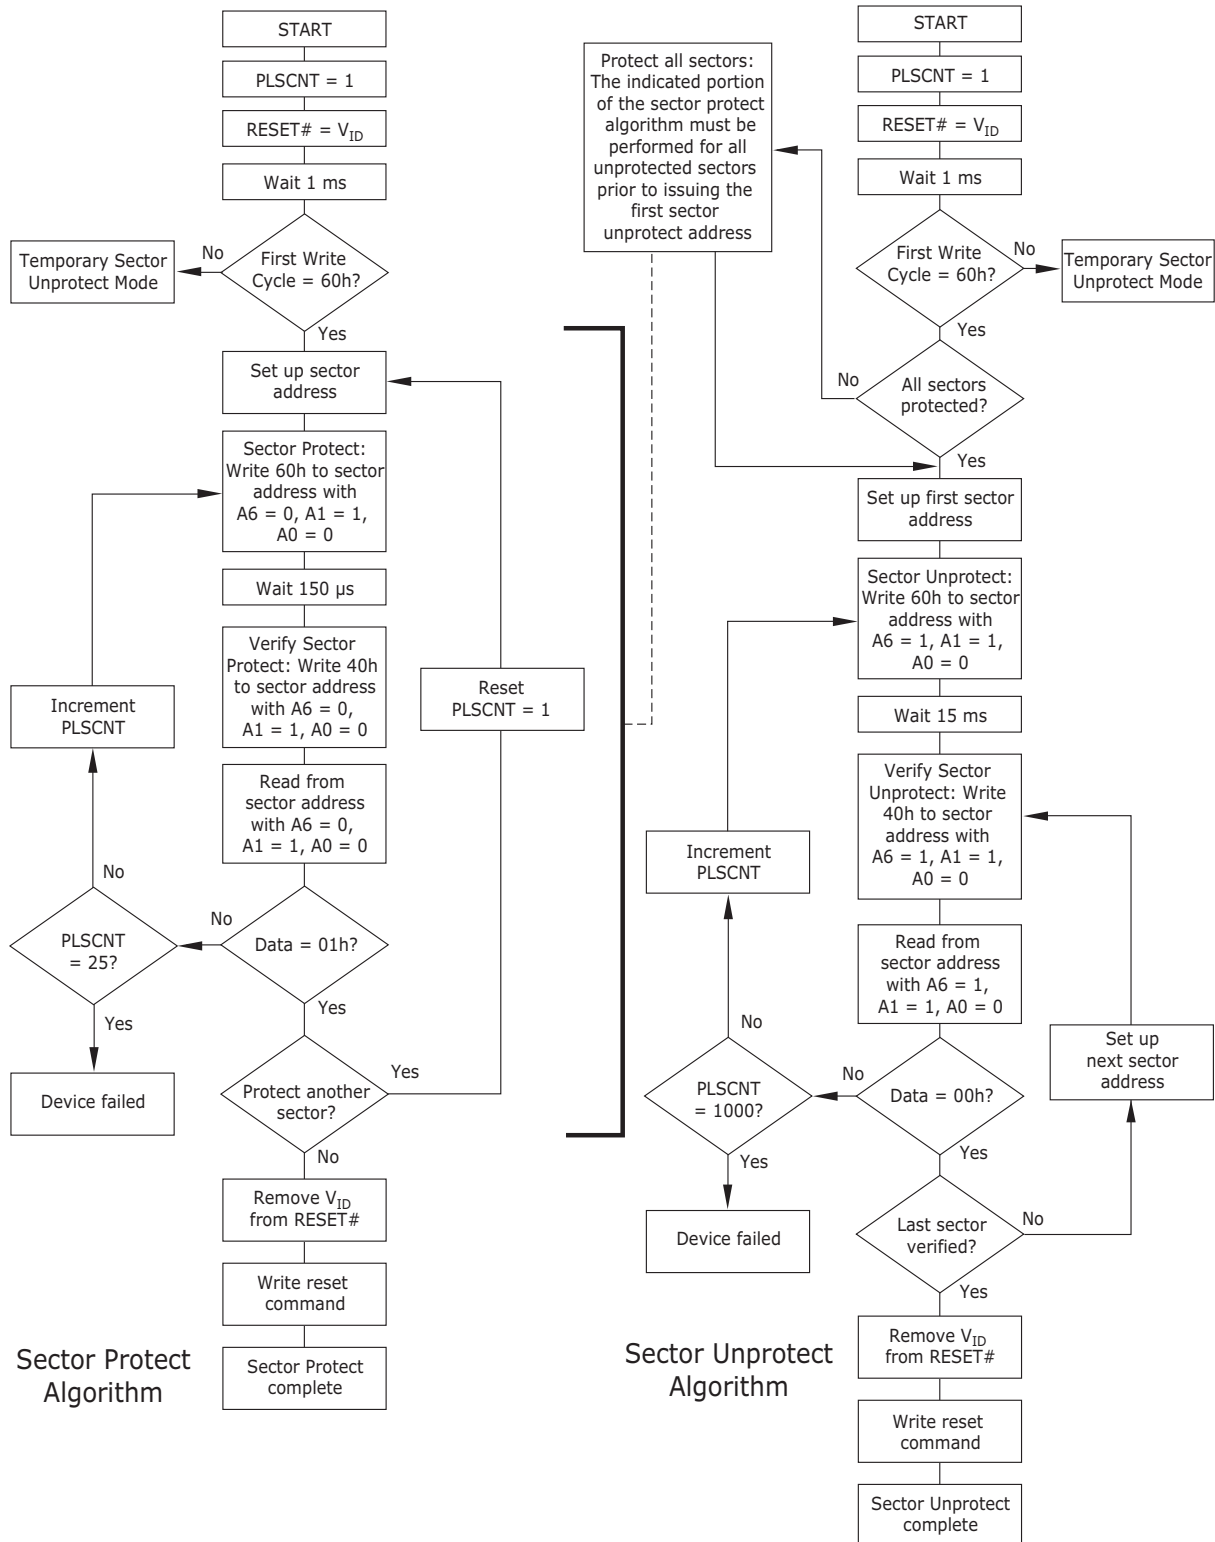 START
PLSCNT = 1
RESET# = VID
Wait 1 ms
First Write
Cycle = 60h?
No
Temporary Sector
Unprotect Mode
Yes
Set up sector
address
Sector Protect:
Write 60h to sector
address with
A6 = 0, A1 = 1,
A0 = 0
Wait 150 µs
Verify Sector
Protect: Write 40h
to sector address
with A6 = 0,
A1 = 1, A0 = 0
Reset
PLSCNT = 1
Increment
PLSCNT
Read from
sector address
with A6 = 0,
A1 = 1, A0 = 0
No
No
PLSCNT
= 25?
Data = 01h?
Yes
Yes
Device failed
Protect another
sector?
Yes
No
Remove VID
from RESET#
Write reset
command
Sector Protect
complete
Sector Protect
Algorithm
Protect all sectors:
The indicated portion
of the sector protect
algorithm must be
performed for all
unprotected sectors
prior to issuing the
first sector
unprotect address
START
PLSCNT = 1
RESET# = VID
Wait 1 ms
First Write
Cycle = 60h?
No
Temporary Sector
Unprotect Mode
Yes
No
All sectors
protected?
Yes
Set up first sector
address
Sector Unprotect:
Write 60h to sector
address with
A6 = 1, A1 = 1,
A0 = 0
Wait 15 ms
Verify Sector
Unprotect: Write
40h to sector
address with
A6 = 1, A1 = 1,
A0 = 0
Increment
PLSCNT
Read from
sector address
with A6 = 1,
A1 = 1, A0 = 0
No
Set up
next sector
address
No
PLSCNT
= 1000?
Data = 00h?
Yes
Yes
Device failed
Last sector
verified?
No
Yes
Remove VID
from RESET#
Write reset
command
Sector Unprotect
complete
Sector Unprotect
Algorithm